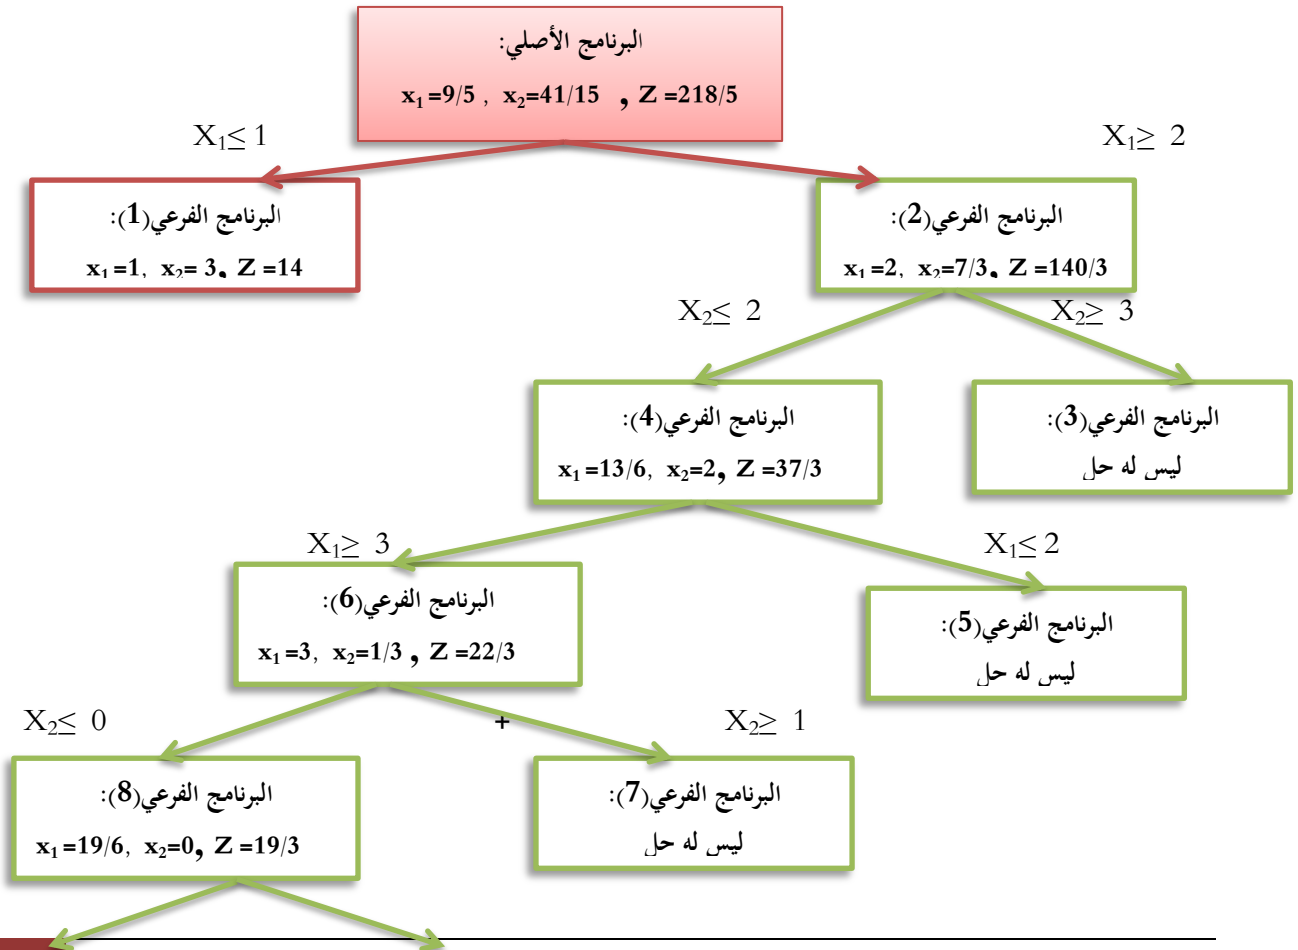 البرنامج الأصلي:
x₁=9/5 , x₂=41/15 , Z=218/5
X₁≤ 1
X₁≥ 2
البرنامج الفرعي(1):
x₁=1, x₂= 3, Z=14
البرنامج الفرعي(2):
x₁=2, x₂=7/3, Z=140/3
X₂≤ 2
X₂≥ 3
البرنامج الفرعي(4):
x₁=13/6, x₂=2, Z=37/3
البرنامج الفرعي(3):
ليس له حل
X₁≥ 3
X₁≤ 2
البرنامج الفرعي(6):
x₁=3, x₂=1/3 , Z=22/3
البرنامج الفرعي(5):
ليس له حل
X₂≤ 0
+
X₂≥ 1
البرنامج الفرعي(8):
x₁=19/6, x₂=0, Z=19/3
البرنامج الفرعي(7):
ليس له حل